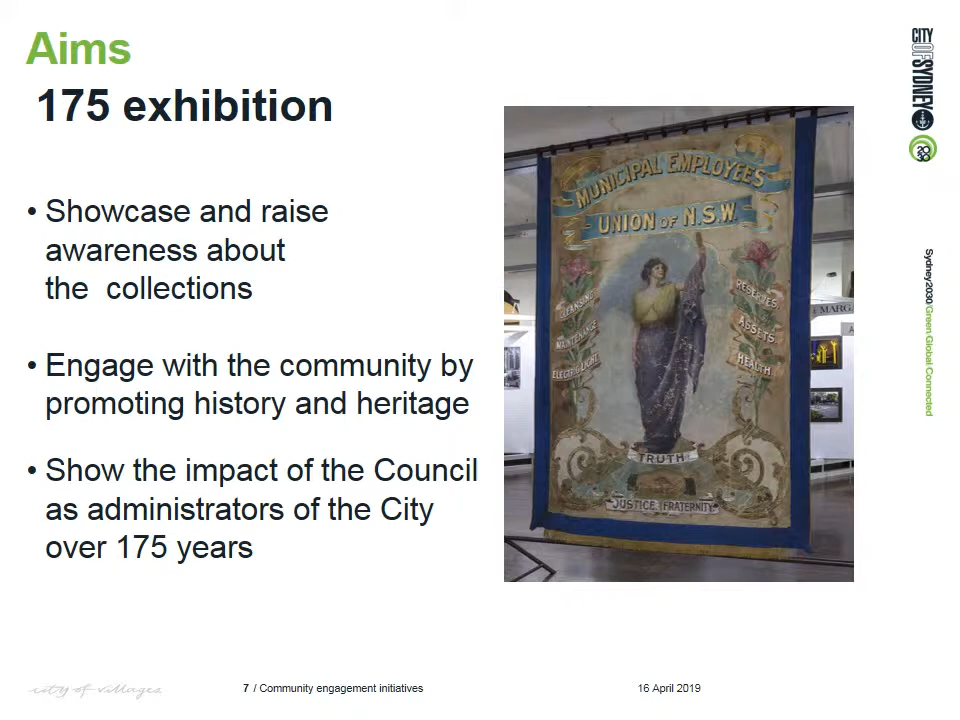 Aims
175 exhibition
• Showcase and raise
awareness about
the collections
• Engage with the community by
promoting history and heritage
• Show the impact of the Council
as administrators of the City
over 175 years
MUNICIPAL EMPLOYEES
UNION OF N.S.W.
CLEANSING
MAINTENANCE
ELECTRIC LIGHT
RESERVES
ASSETS
HEALTH
TRUTH
JUSTICE FRATERNITY
CITY OF SYDNEY
2030
Sydney2030/Green/Global/Connected
city of villages
7 / Community engagement initiatives
16 April 2019